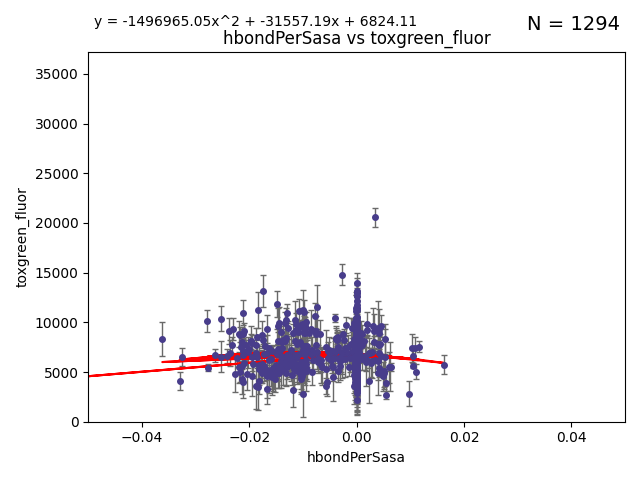 y = -1496965.05x^2 + -31557.19x + 6824.11
N = 1294
hbondPerSasa vs toxgreen_fluor
35000
30000
25000
20000
15000
10000
5000
0
toxgreen_fluor
−0.04
−0.02
0.00
0.02
0.04
hbondPerSasa